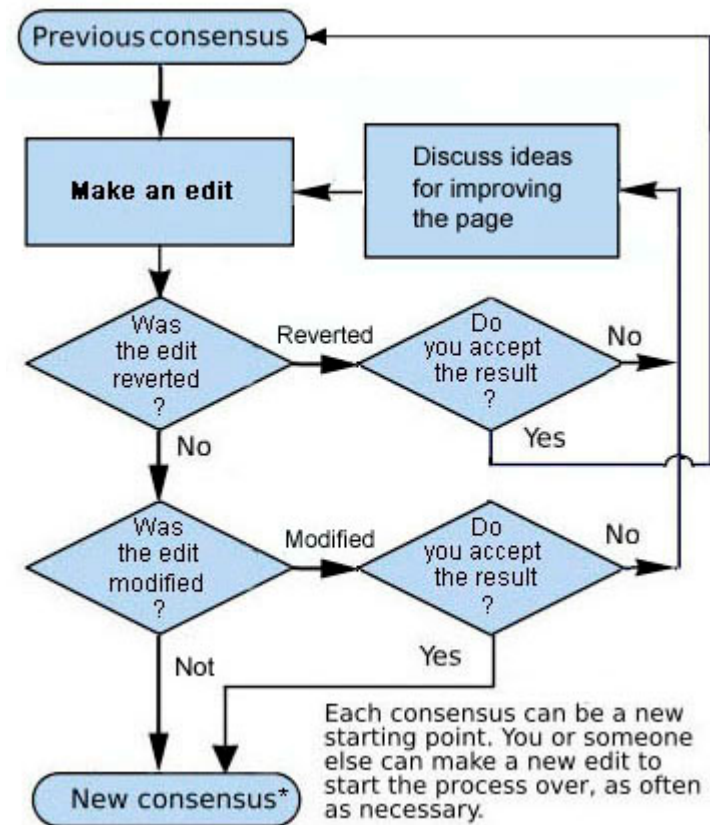 Previous consensus
Make an edit
Discuss ideas
for improving
the page
Was
the edit
reverted
?
Reverted
Do
you accept
the result
?
No
Yes
No
Was
the edit
modified
?
Modified
Do
you accept
the result
?
No
Not
Yes
New consensus*
Each consensus can be a new
starting point. You or someone
else can make a new edit to
start the process over, as often
as necessary.